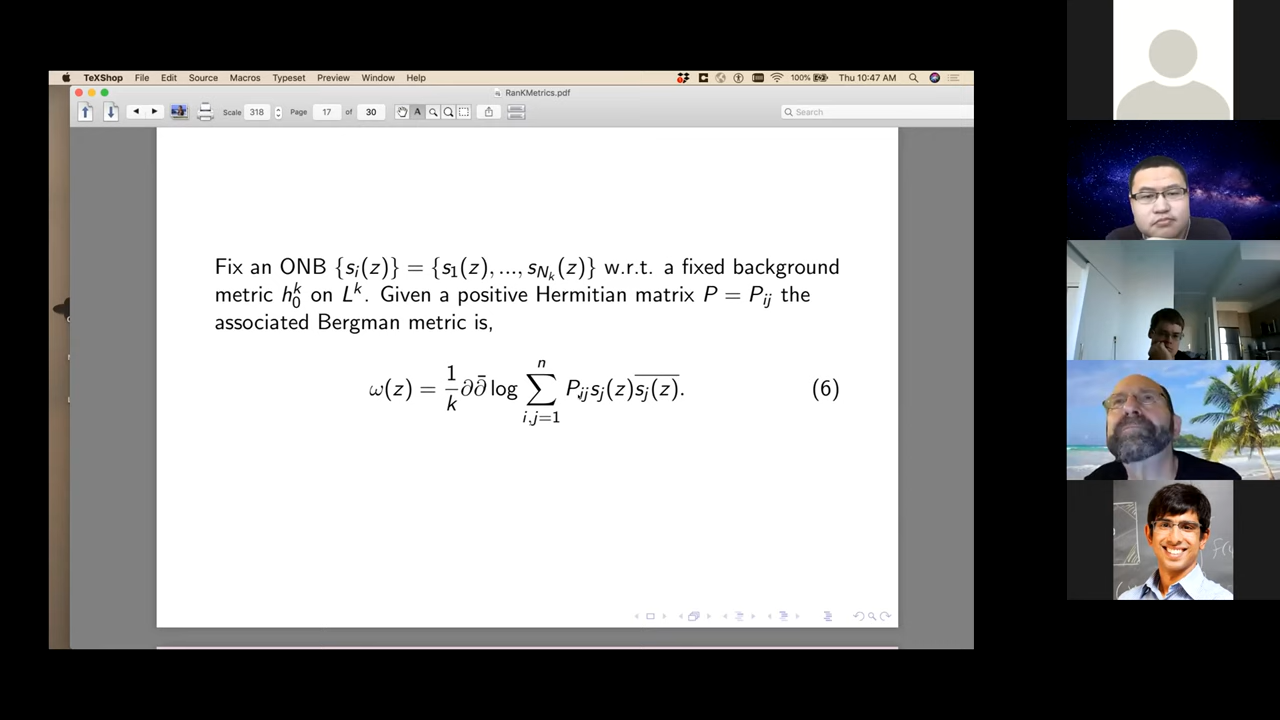 TeXShop File Edit Source Macros Typeset Preview Window Help 100% Thu 10:47 AM
RanKMetrics.pdf
Scale 318 Page 17 of 30 A Search
Fix an ONB {s_i(z)} = {s_1(z), ..., s_{N_k}(z)} w.r.t. a fixed background
metric h_0^k on L^k. Given a positive Hermitian matrix P = P_{ij} the
associated Bergman metric is,
ω(z) = \frac{1}{k} ∂\bar{∂} log \sum_{i,j=1}^{n} P_{ij} s_j(z) \overline{s_j(z)}. (6)